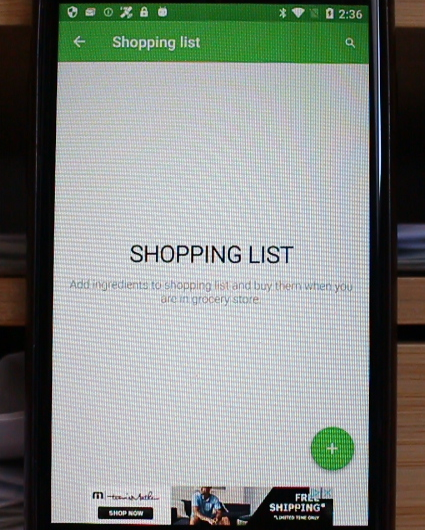 2:36
Shopping list
SHOPPING LIST
Add ingredients to shopping list and buy them when you
are in grocery store.
SHOP NOW
FREE
SHIPPING*
*LIMITED TIME ONLY